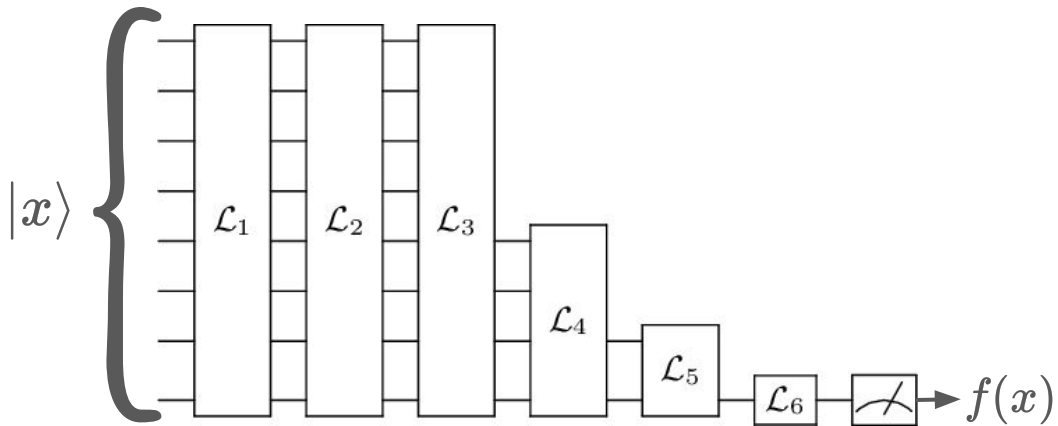 |x⟩
ℒ₁
ℒ₂
ℒ₃
ℒ₄
ℒ₅
ℒ₆
f(x)